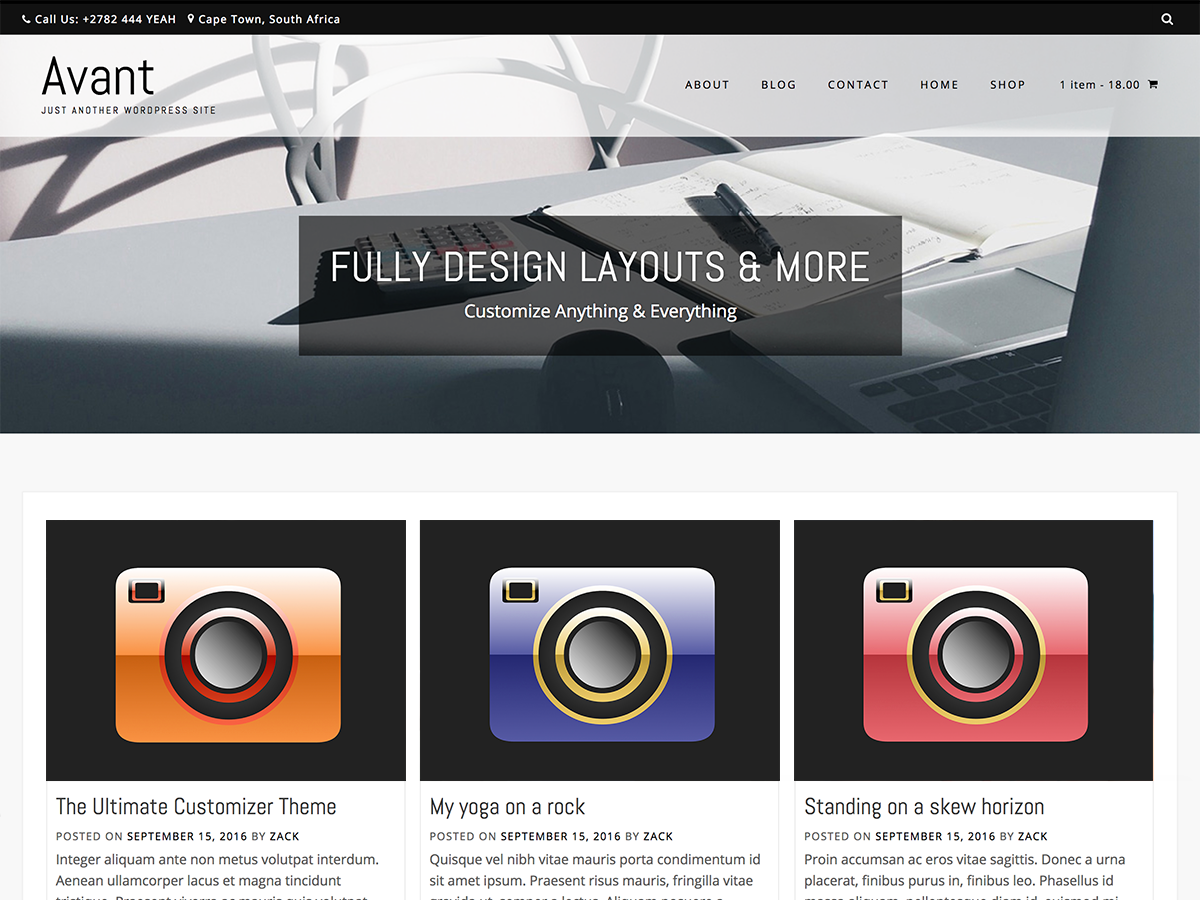 Call Us: +2782 444 YEAH Cape Town, South Africa
Avant
JUST ANOTHER WORDPRESS SITE
ABOUT BLOG CONTACT HOME SHOP 1 item - 18.00
FULLY DESIGN LAYOUTS & MORE
Customize Anything & Everything
The Ultimate Customizer Theme
POSTED ON SEPTEMBER 15, 2016 BY ZACK
Integer aliquam ante non metus volutpat interdum.
Aenean ullamcorper lacus et magna tincidunt
My yoga on a rock
POSTED ON SEPTEMBER 15, 2016 BY ZACK
Quisque vel nibh vitae mauris porta condimentum id
sit amet ipsum. Praesent risus mauris, fringilla vitae
Standing on a skew horizon
POSTED ON SEPTEMBER 15, 2016 BY ZACK
Proin accumsan ac eros vitae sagittis. Donec a urna
placerat, finibus purus in, finibus leo. Phasellus id